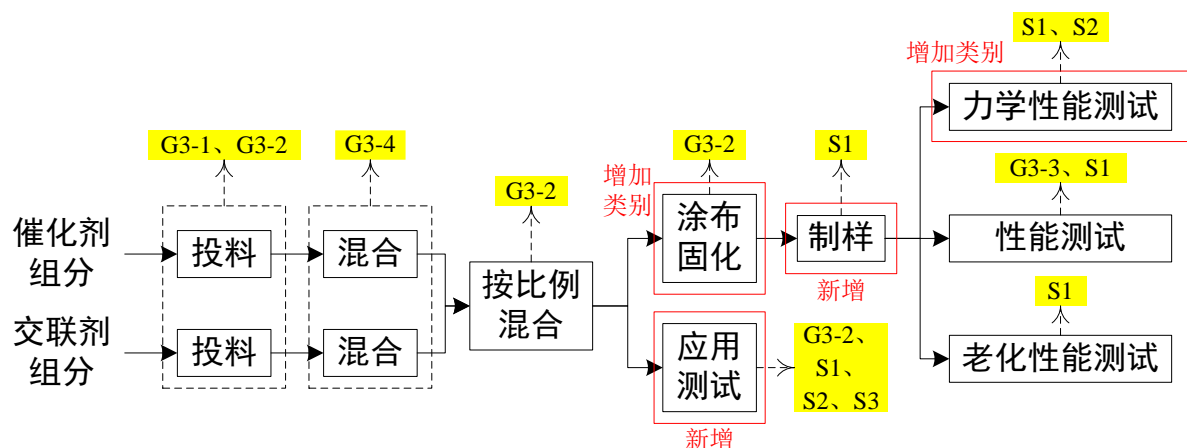 S1、S2
增加类别
力学性能测试
G3-1、G3-2
G3-4
G3-2
G3-2
S1
G3-3、S1
催化剂
组分
投料
混合
按比例
混合
增加
类别
涂布
固化
制样
新增
性能测试
交联剂
组分
投料
混合
应用
测试
新增
G3-2、
S1、
S2、S3
S1
老化性能测试